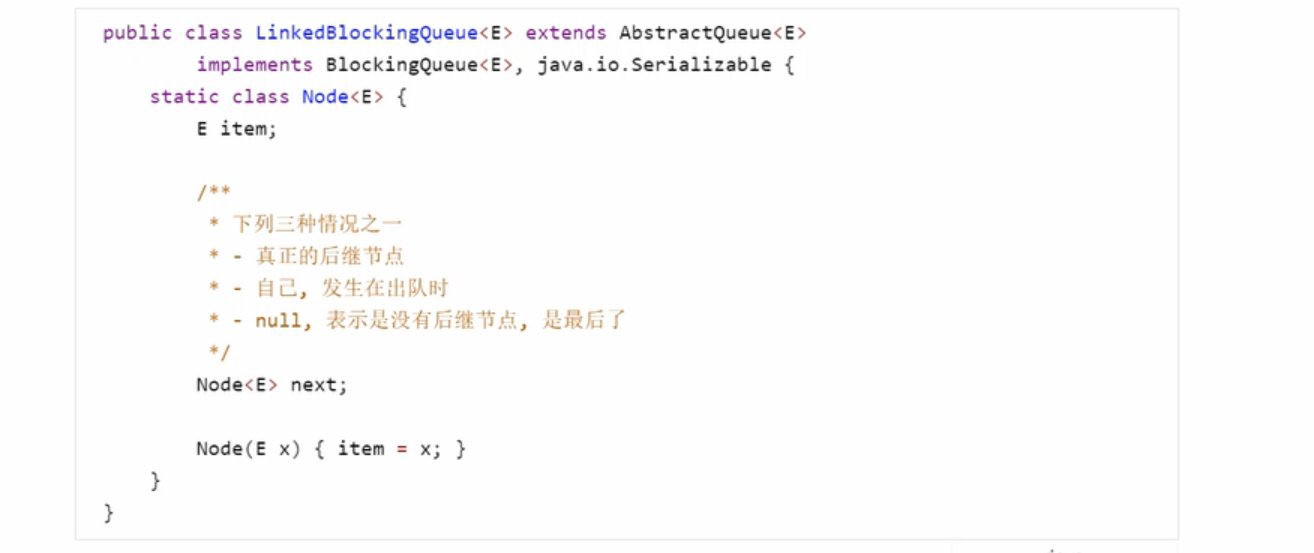 public class LinkedBlockingQueue<E> extends AbstractQueue<E>
        implements BlockingQueue<E>, java.io.Serializable {
    static class Node<E> {
        E item;

        /**
         * 下列三种情况之一
         * - 真正的后继节点
         * - 自己, 发生在出队时
         * - null, 表示是没有后继节点, 是最后了
         */
        Node<E> next;

        Node(E x) { item = x; }
    }
}